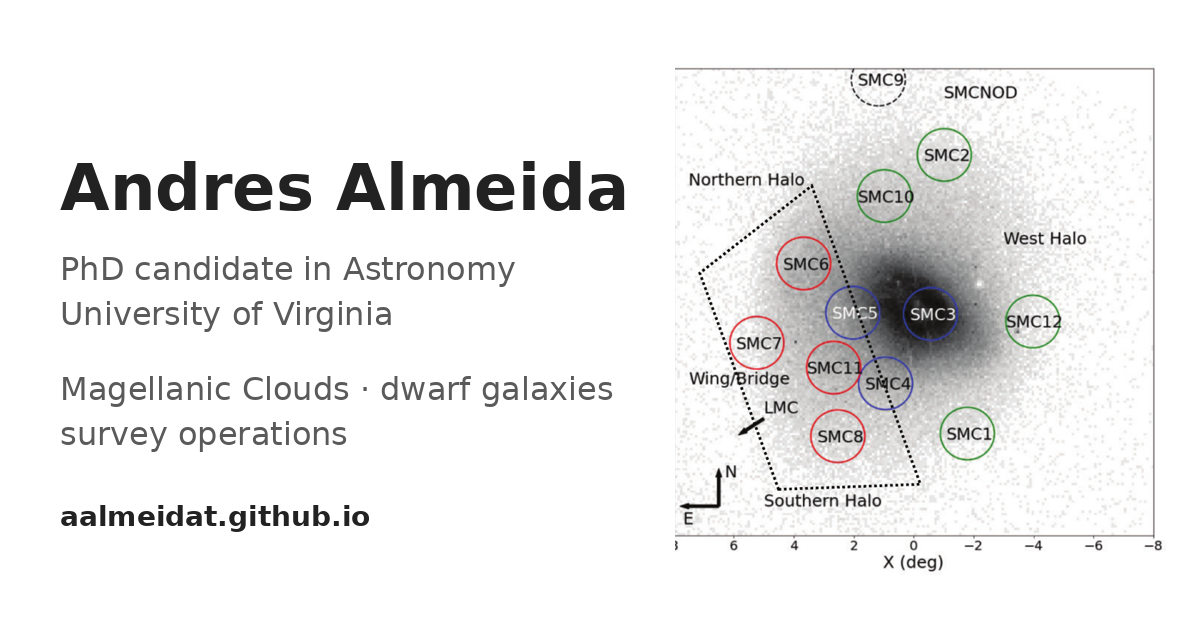 Andres Almeida
PhD candidate in Astronomy
University of Virginia
Magellanic Clouds · dwarf galaxies
survey operations
aalmeidat.github.io
SMC9
SMCNOD
SMC2
Northern Halo
SMC10
West Halo
SMC6
SMC5
SMC3
SMC12
SMC7
SMC11
Wing/Bridge
SMC4
LMC
SMC8
SMC1
N
Southern Halo
E
6 4 2 0 −2 −4 −6 −8
X (deg)